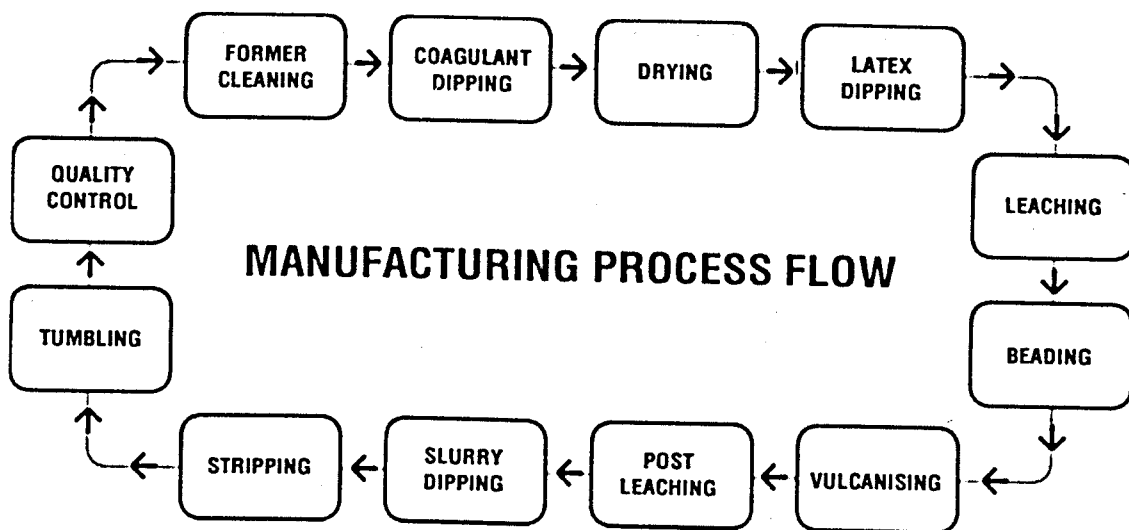 FORMER
CLEANING
COAGULANT
DIPPING
DRYING
LATEX
DIPPING
LEACHING
BEADING
VULCANISING
POST
LEACHING
SLURRY
DIPPING
STRIPPING
TUMBLING
QUALITY
CONTROL
MANUFACTURING PROCESS FLOW